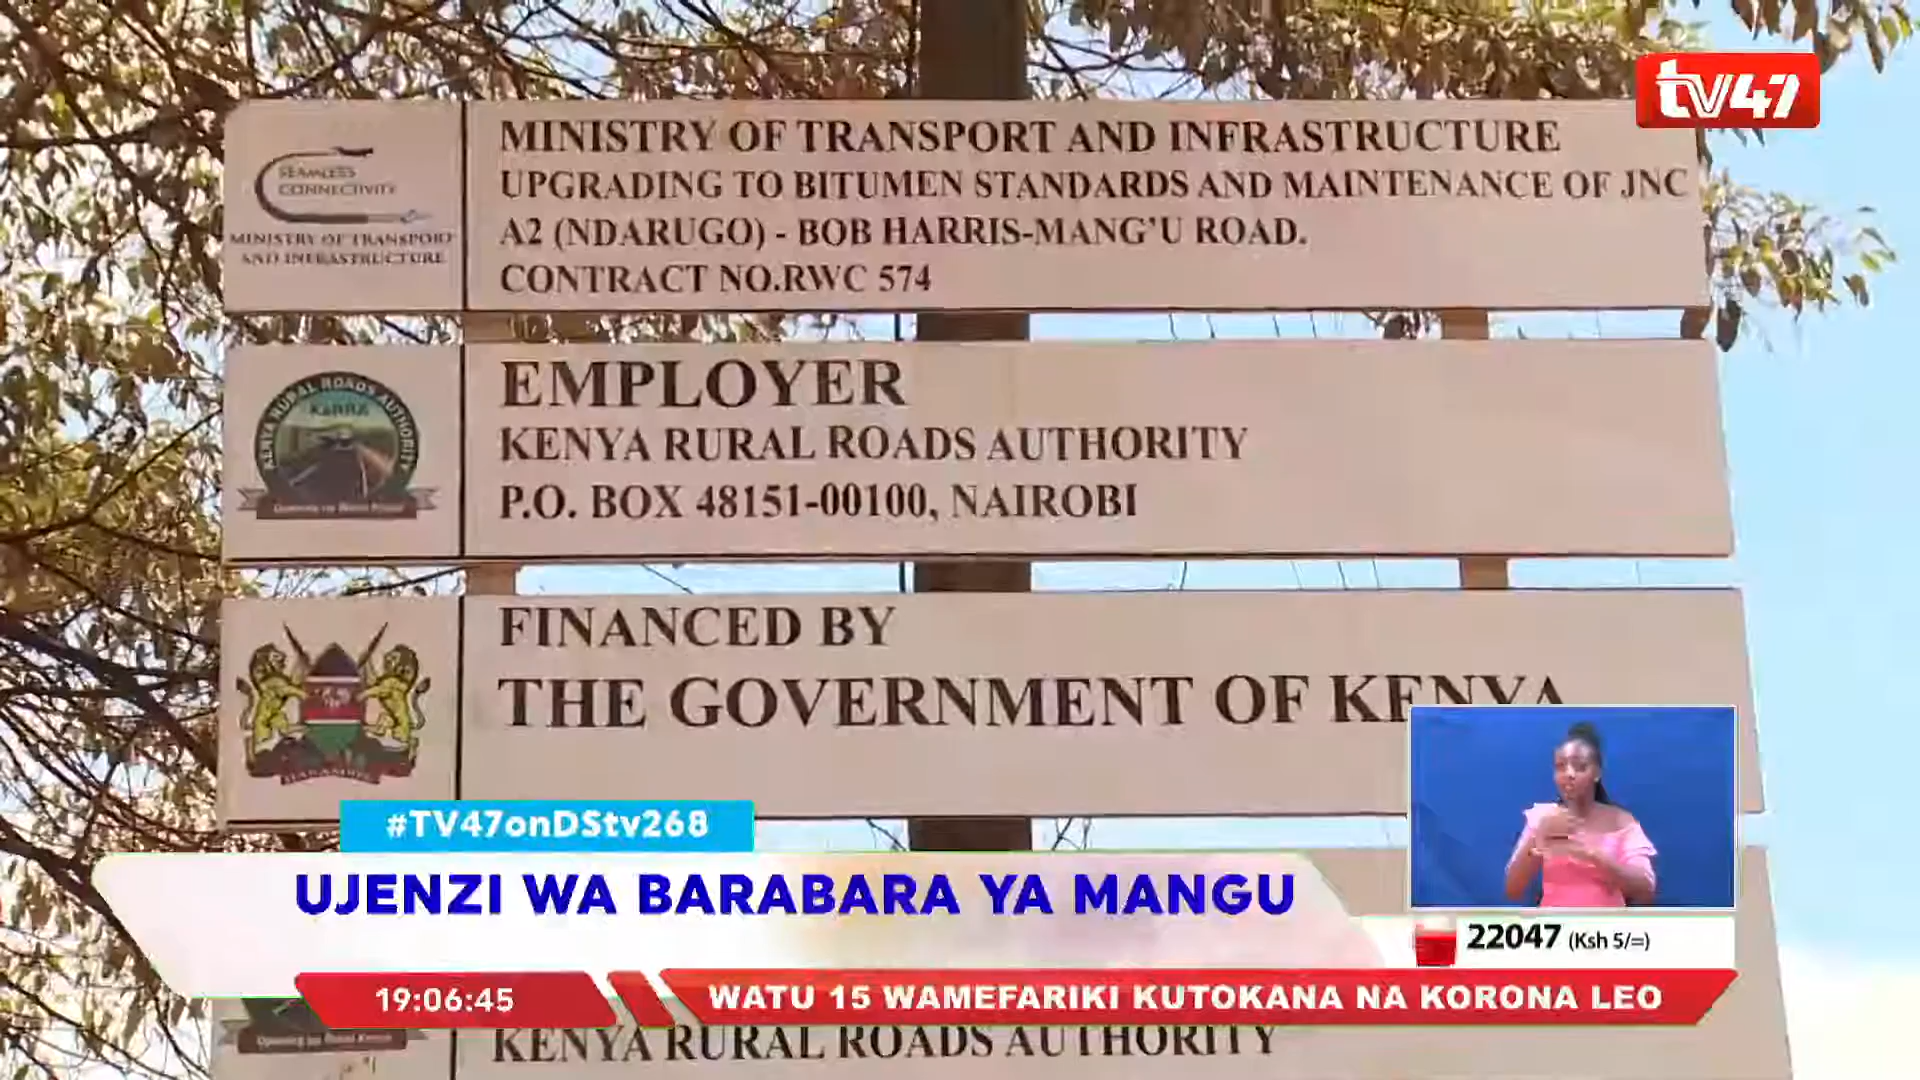 tv47
SEAMLESS
CONNECTIVITY
MINISTRY OF TRANSPORT
AND INFRASTRUCTURE
MINISTRY OF TRANSPORT AND INFRASTRUCTURE
UPGRADING TO BITUMEN STANDARDS AND MAINTENANCE OF JNC
A2 (NDARUGO) - BOB HARRIS-MANG'U ROAD.
CONTRACT NO.RWC 574
KENYA RURAL ROADS AUTHORITY
KeRRA
EMPLOYER
KENYA RURAL ROADS AUTHORITY
P.O. BOX 48151-00100, NAIROBI
HARAMBEE
FINANCED BY
THE GOVERNMENT OF KENYA
#TV47onDStv268
UJENZI WA BARABARA YA MANGU
22047 (Ksh 5/=)
19:06:45
WATU 15 WAMEFARIKI KUTOKANA NA KORONA LEO
KENYA RURAL ROADS AUTHORITY